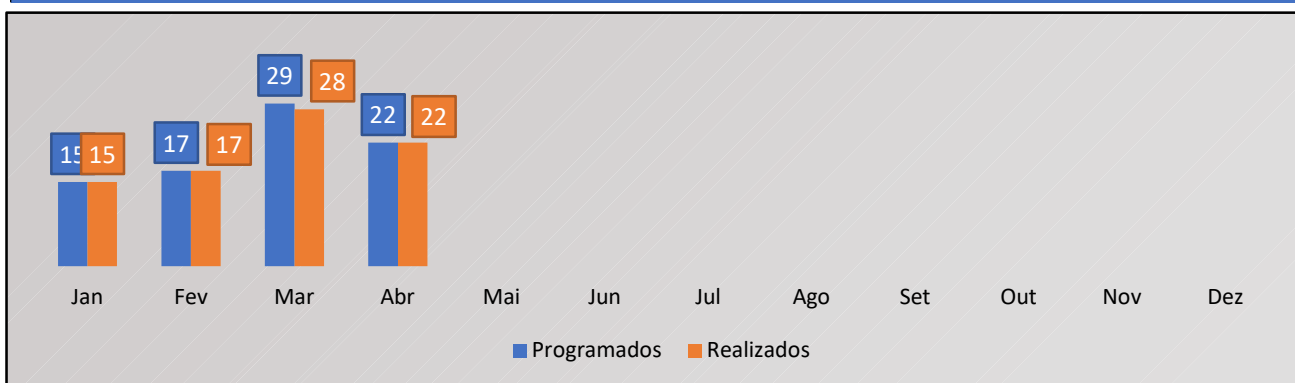 29
28
22 22
17 17
15 15
Jan Fev Mar Abr Mai Jun Jul Ago Set Out Nov Dez
Programados Realizados